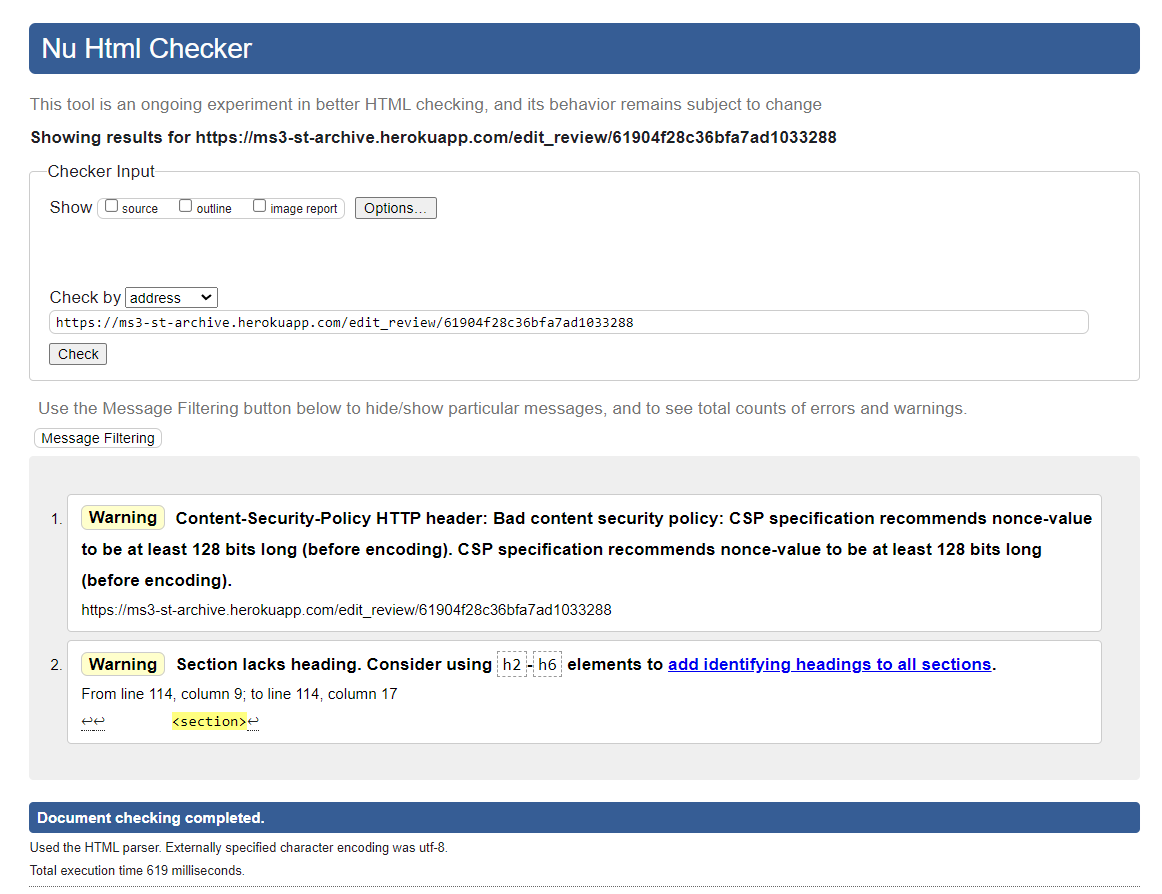 Nu Html Checker
This tool is an ongoing experiment in better HTML checking, and its behavior remains subject to change
Showing results for https://ms3-st-archive.herokuapp.com/edit_review/61904f28c36bfa7ad1033288
Checker Input
Show source outline image report Options...
Check by address
https://ms3-st-archive.herokuapp.com/edit_review/61904f28c36bfa7ad1033288
Check
Use the Message Filtering button below to hide/show particular messages, and to see total counts of errors and warnings.
Message Filtering
1. Warning Content-Security-Policy HTTP header: Bad content security policy: CSP specification recommends nonce-value
to be at least 128 bits long (before encoding). CSP specification recommends nonce-value to be at least 128 bits long
(before encoding).
https://ms3-st-archive.herokuapp.com/edit_review/61904f28c36bfa7ad1033288
2. Warning Section lacks heading. Consider using h2-h6 elements to add identifying headings to all sections.
From line 114, column 9; to line 114, column 17
↩↩ <section>↩
Document checking completed.
Used the HTML parser. Externally specified character encoding was utf-8.
Total execution time 619 milliseconds.